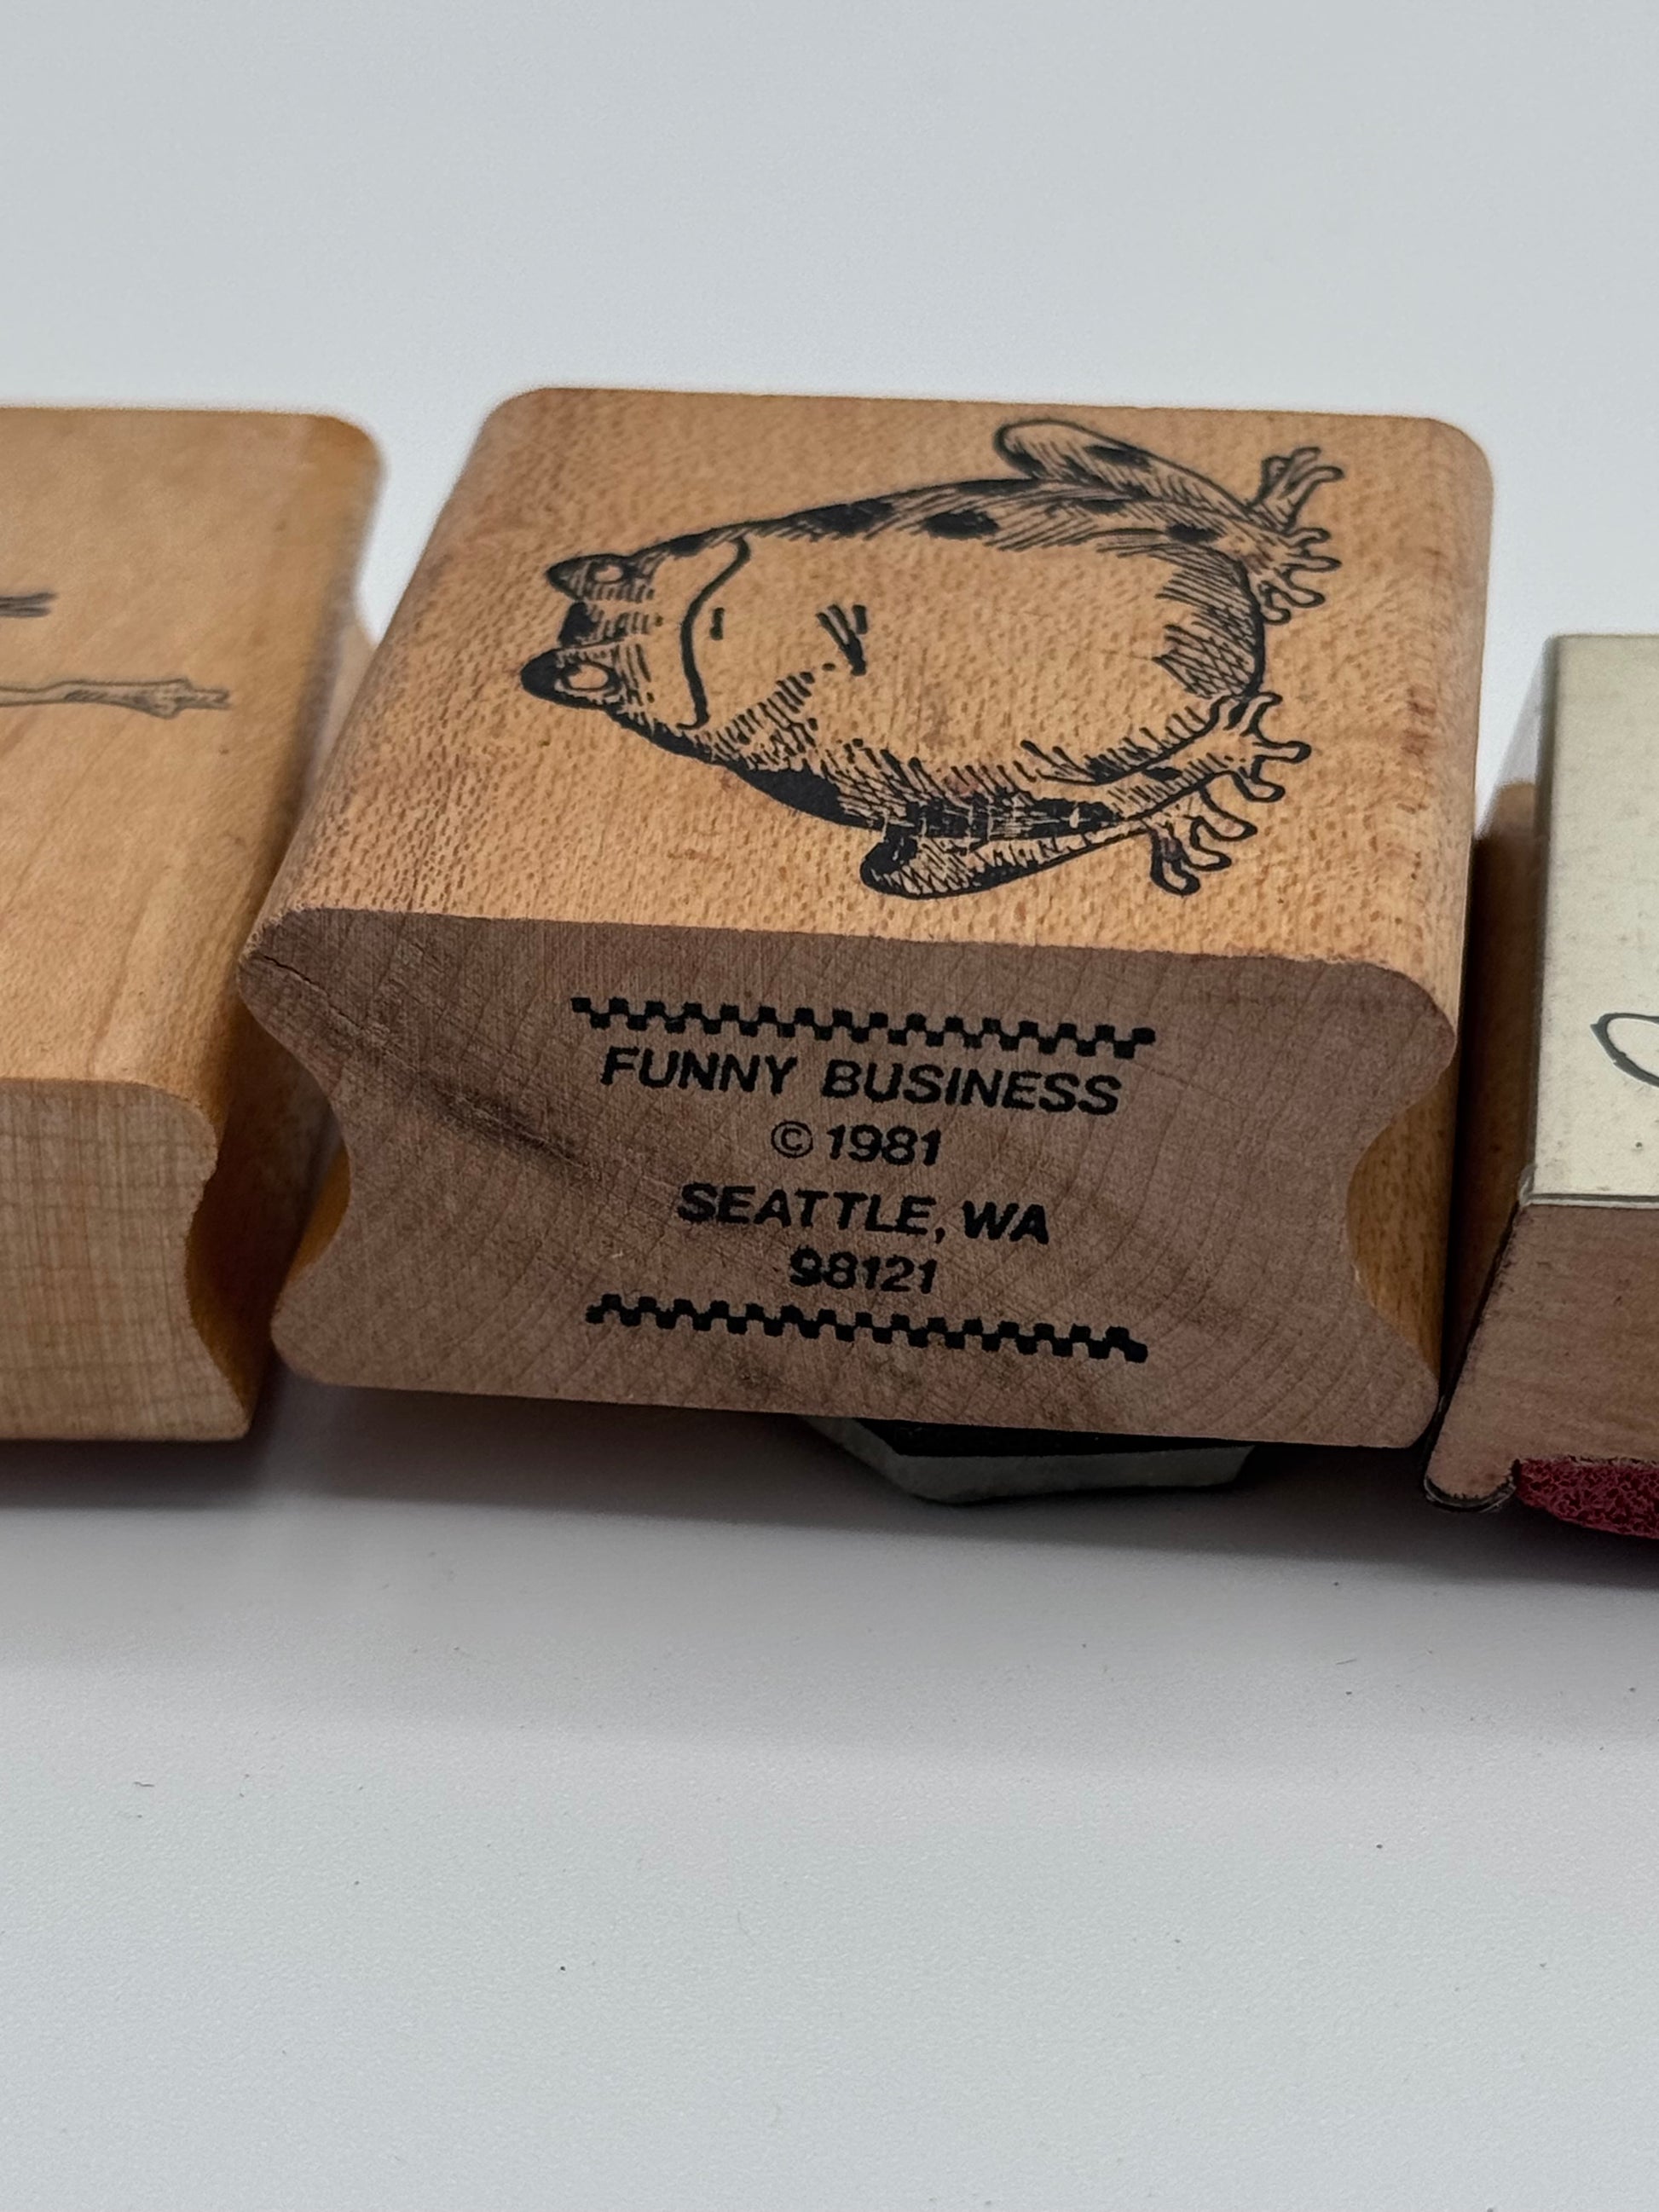 FUNNY BUSINESS
©1981
SEATTLE, WA
98121